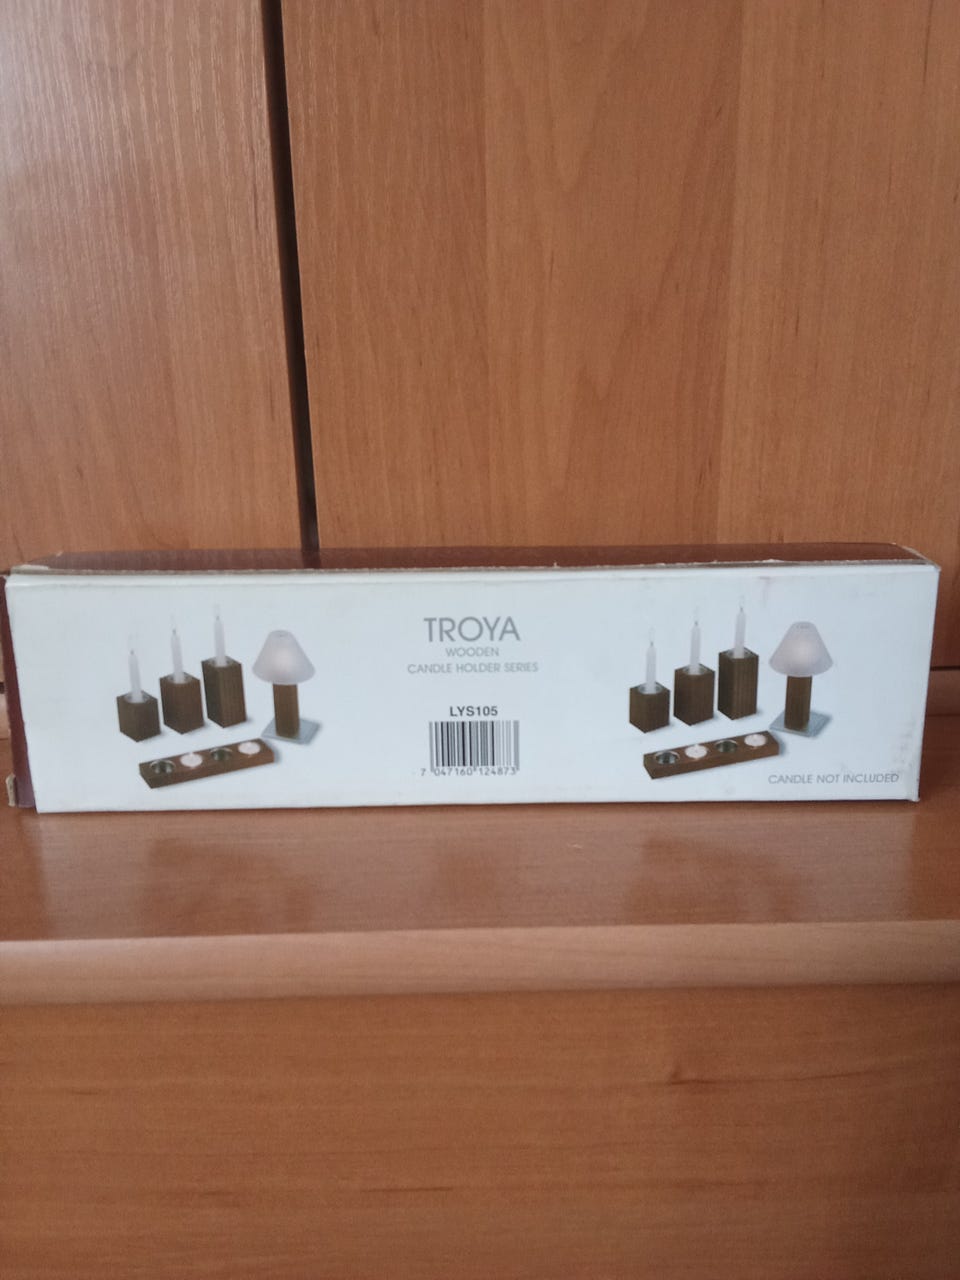 TROYA
WOODEN
CANDLE HOLDER SERIES
LYS105
7 047160 124873
CANDLE NOT INCLUDED